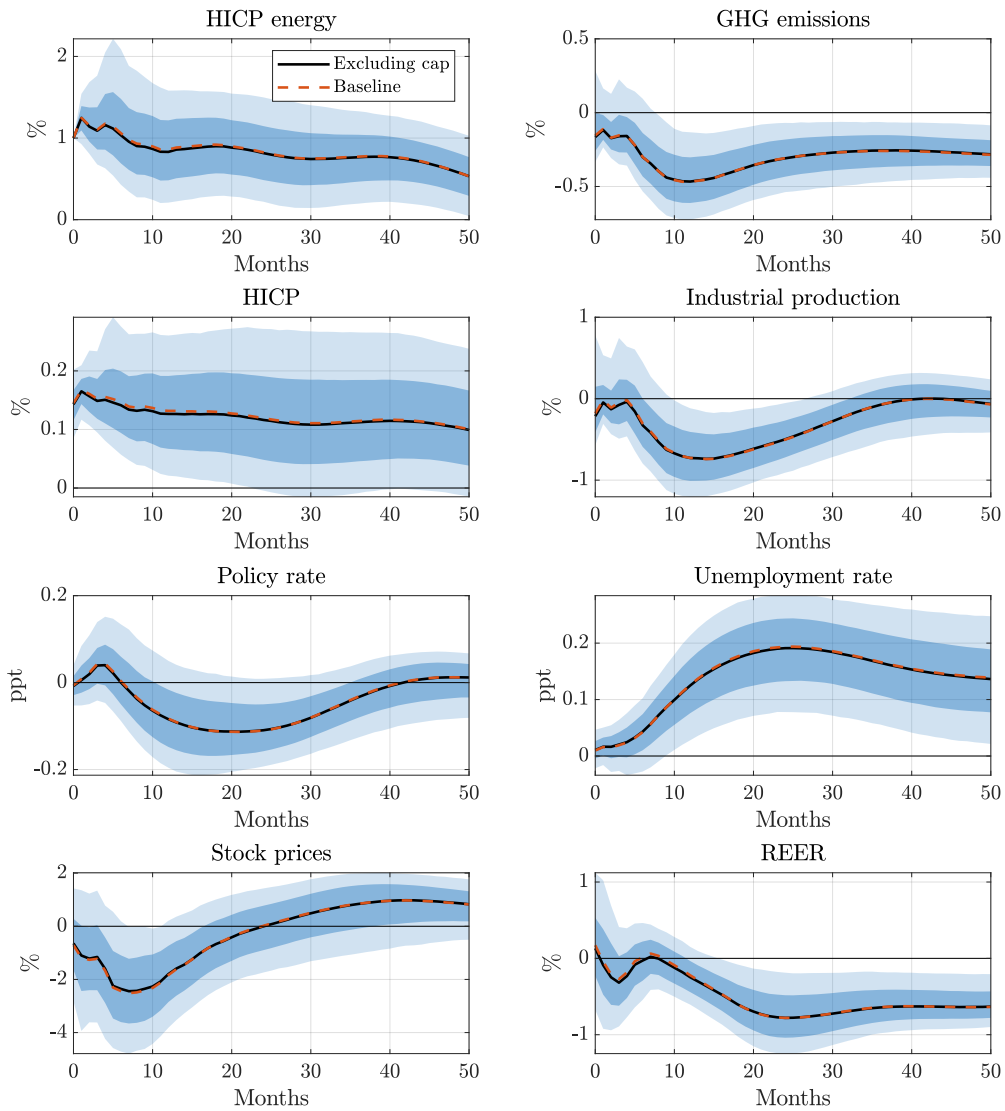 HICP energy
GHG emissions
2
1
0
%
Excluding cap
Baseline
0.5
0
-0.5
%
0 10 20 30 40 50
Months
0 10 20 30 40 50
Months
HICP
Industrial production
0.2
0.1
0
%
1
0
-1
%
0 10 20 30 40 50
Months
0 10 20 30 40 50
Months
Policy rate
Unemployment rate
0.2
0
-0.2
ppt
0.2
0.1
0
ppt
0 10 20 30 40 50
Months
0 10 20 30 40 50
Months
Stock prices
REER
2
0
-2
-4
%
1
0
-1
%
0 10 20 30 40 50
Months
0 10 20 30 40 50
Months